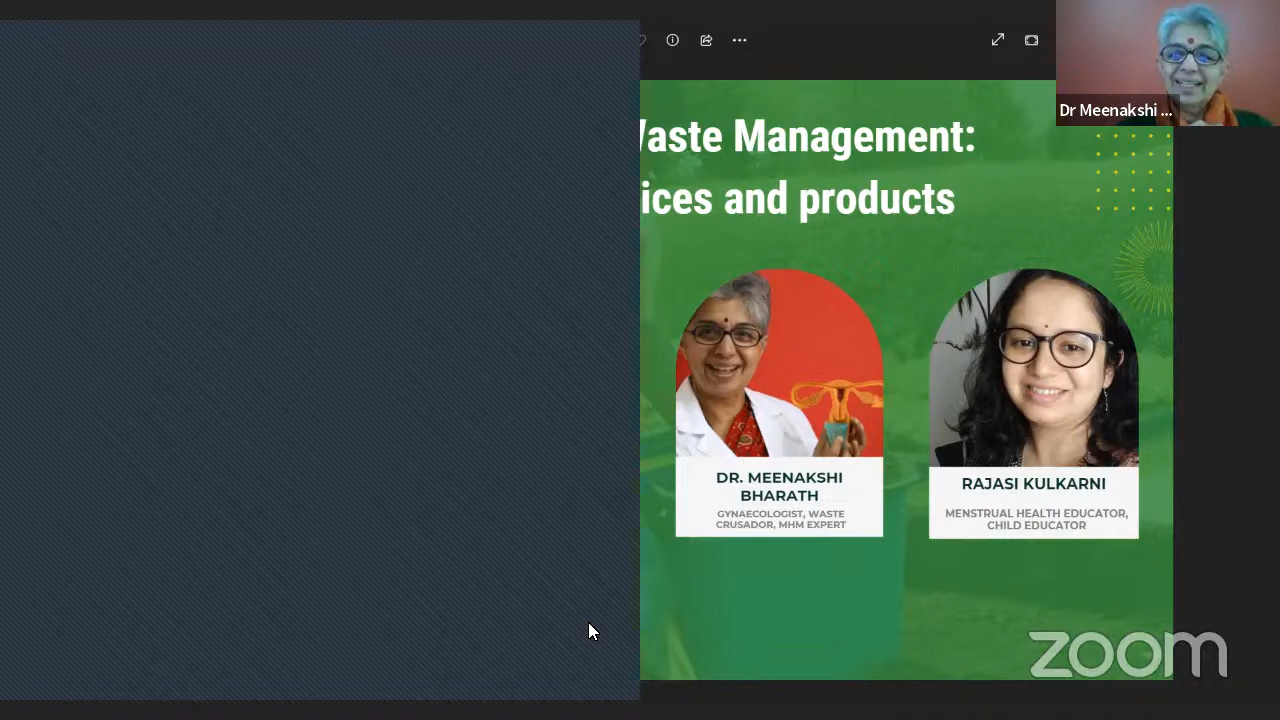 Dr Meenakshi ...
Waste Management:
ices and products
DR. MEENAKSHI
BHARATH
GYNAECOLOGIST, WASTE
CRUSADOR, MHM EXPERT
RAJASI KULKARNI
MENSTRUAL HEALTH EDUCATOR,
CHILD EDUCATOR
zoom